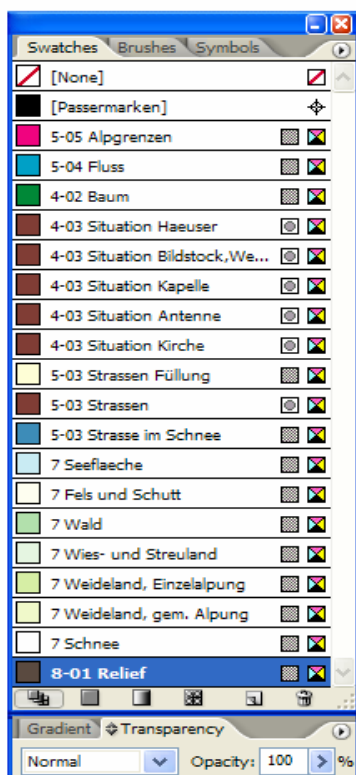 Swatches Brushes Symbols
[None]
[Passermarken]
5-05 Alpgrenzen
5-04 Fluss
4-02 Baum
4-03 Situation Haeuser
4-03 Situation Bildstock,We...
4-03 Situation Kapelle
4-03 Situation Antenne
4-03 Situation Kirche
5-03 Strassen Füllung
5-03 Strassen
5-03 Strasse im Schnee
7 Seeflaeche
7 Fels und Schutt
7 Wald
7 Wies- und Streuland
7 Weideland, Einzelalpung
7 Weideland, gem. Alpung
7 Schnee
8-01 Relief
Gradient Transparency
Normal Opacity: 100 %